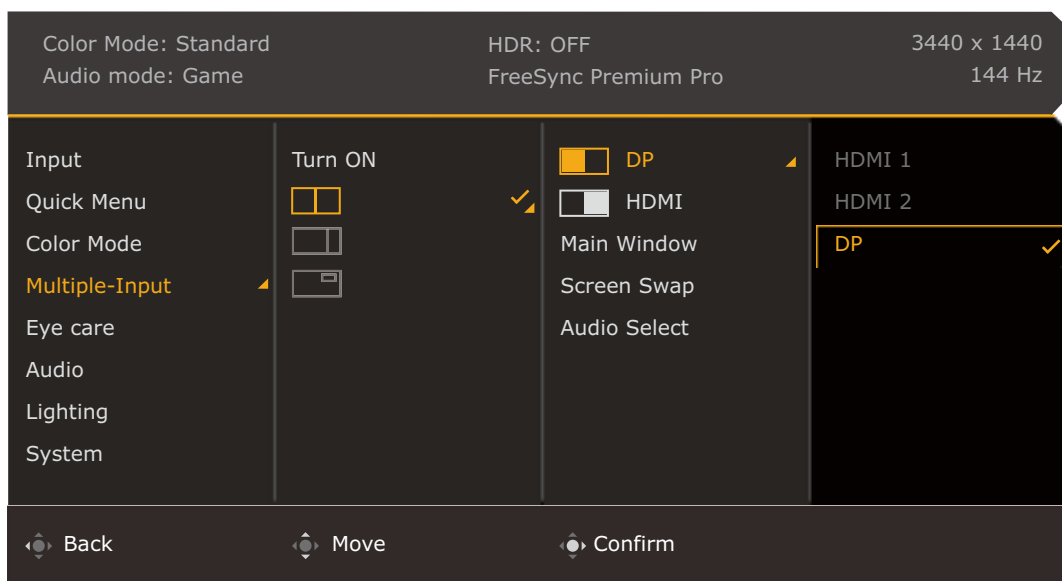 Color Mode: Standard
HDR: OFF
3440 x 1440
Audio mode: Game
FreeSync Premium Pro
144 Hz
Input
Quick Menu
Color Mode
Multiple-Input
Eye care
Audio
Lighting
System
Turn ON
DP
HDMI
Main Window
Screen Swap
Audio Select
HDMI 1
HDMI 2
DP
Back
Move
Confirm